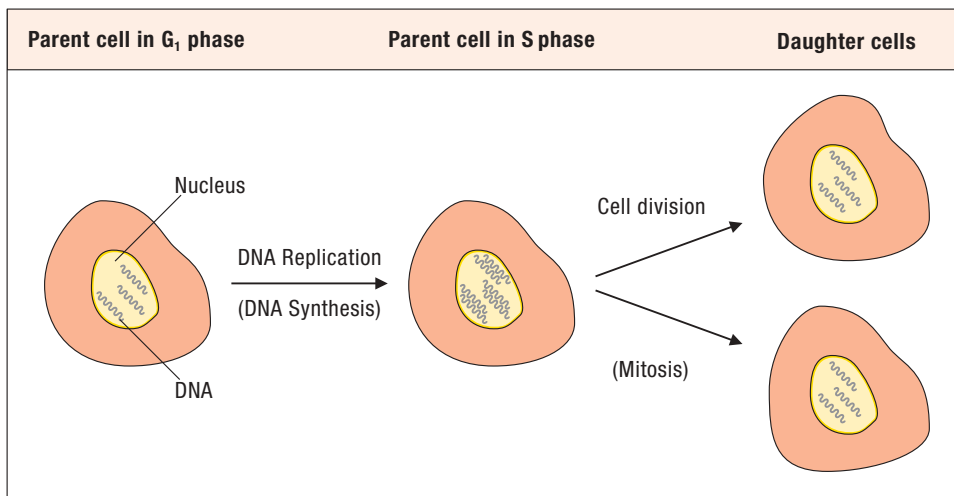 Parent cell in G₁ phase
Parent cell in S phase
Daughter cells
Nucleus
DNA
DNA Replication
(DNA Synthesis)
Cell division
(Mitosis)